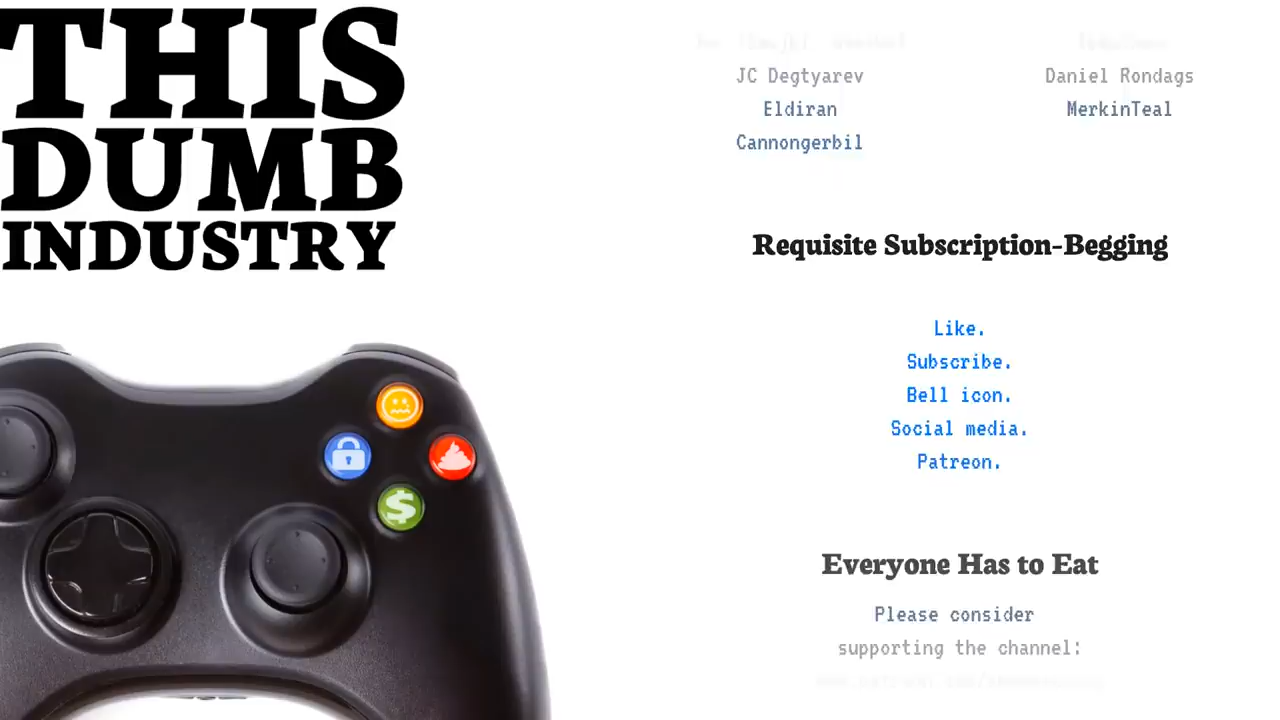 THIS
DUMB
INDUSTRY
JC Degtyarev
Eldiran
Cannongerbil
Daniel Rondags
MerkinTeal
Requisite Subscription-Begging
Like.
Subscribe.
Bell icon.
Social media.
Patreon.
Everyone Has to Eat
Please consider
supporting the channel:
$